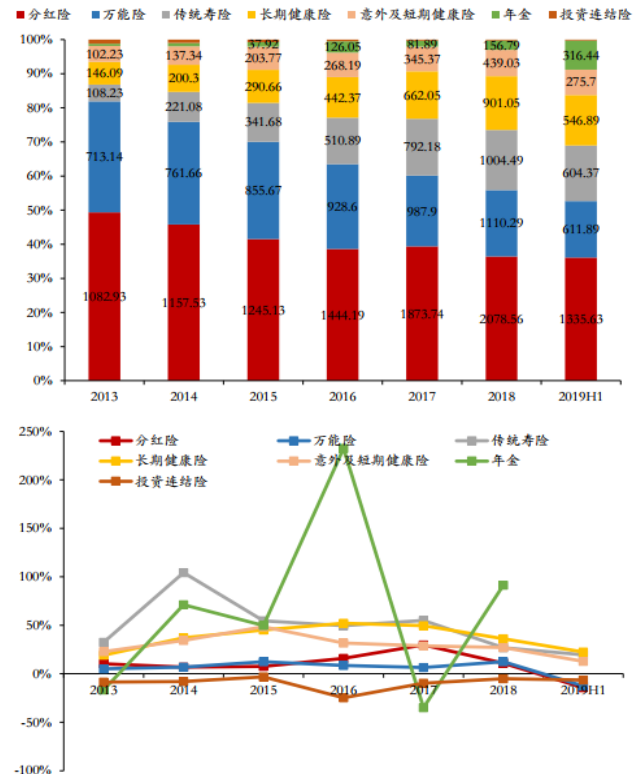 分红险 万能险 传统寿险 长期健康险 意外及短期健康险 年金 投资连结险
100% 102.23 137.34 37.92 126.05 81.89 156.79 316.44
90% 146.09 200.3 203.77 268.19 345.37 439.03 275.7
80% 108.23 221.08 290.66 442.37 662.05 901.05 546.89
70% 713.14 761.66 341.68 510.89 792.18 1004.49 604.37
60% 855.67 928.6 987.9 1110.29 611.89
50%
40%
30% 1082.93 1157.53 1245.13 1444.19 1873.74 2078.56 1335.63
20%
10%
0%
2013 2014 2015 2016 2017 2018 2019H1
250%
分红险 万能险 传统寿险
长期健康险 意外及短期健康险 年金
200%
投资连结险
150%
100%
50%
0%
2013 2014 2015 2016 2017 2018 2019H1
-50%
-100%